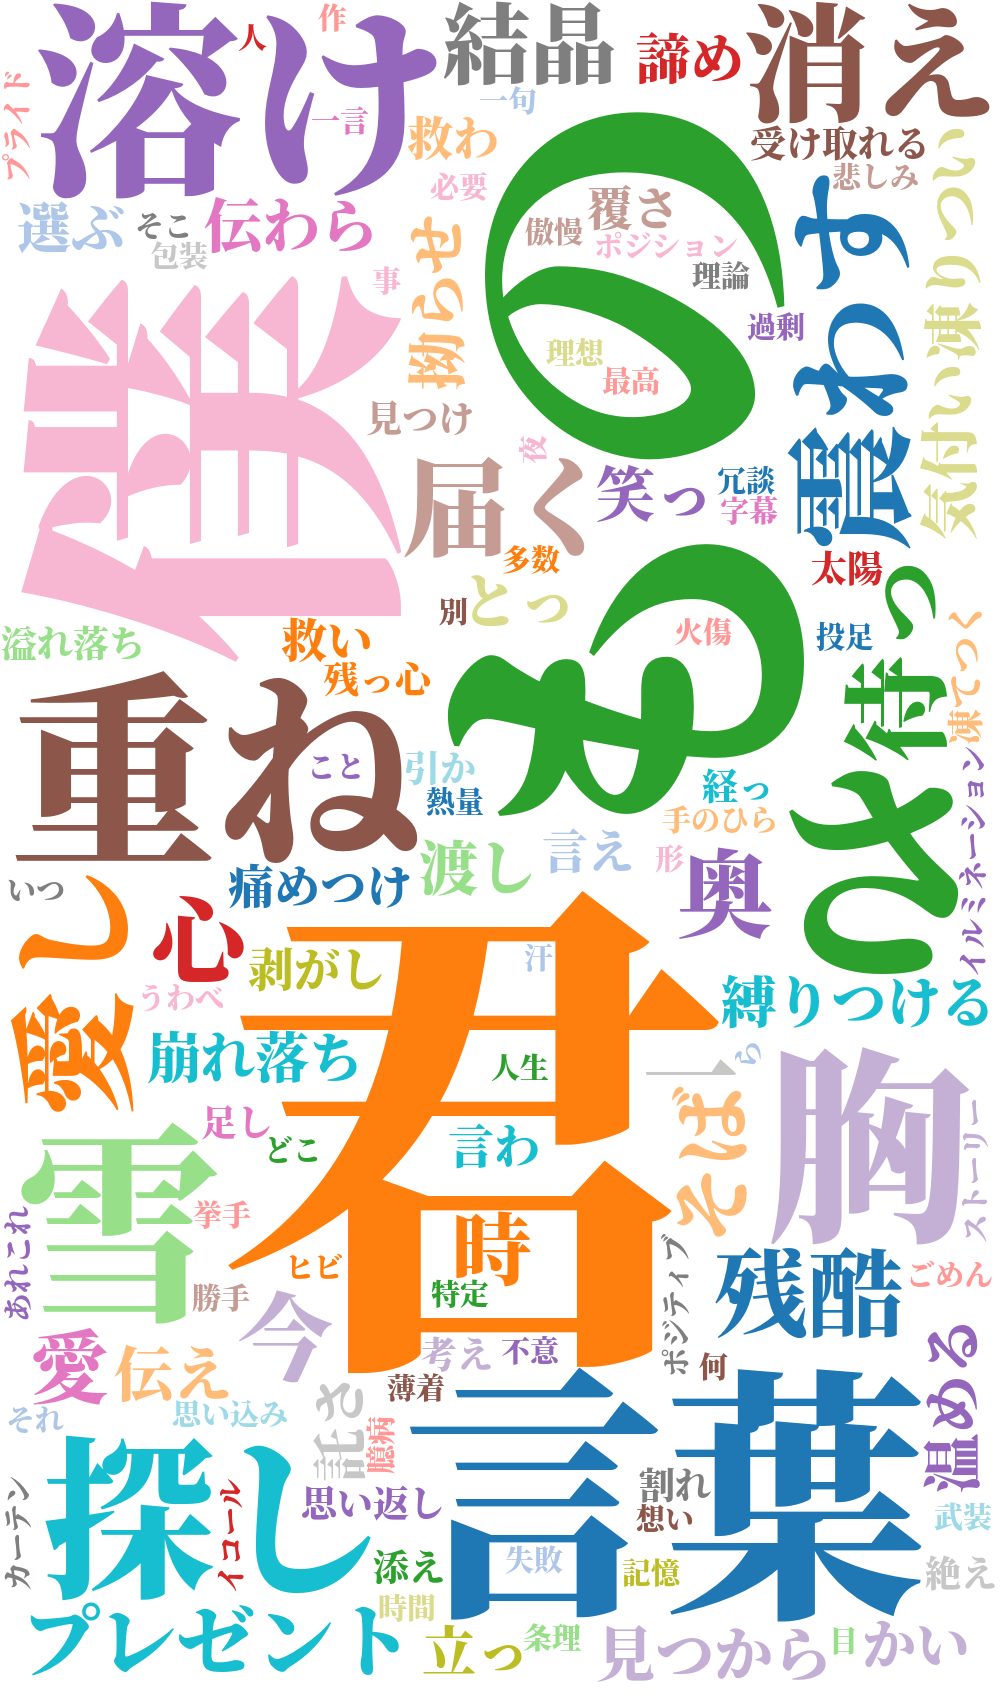 溶け
人
作
結晶
諦め
消え
プライド
一言
一句
救わ
受け取れる
悲しみ
いつ
選ぶ
そこ
伝わら
必要
覆さ
傲慢
ポジション
包装
理論
事
拗らせ
の
過剰
震わす
凍り
僕
理想
最高
見つけ
夜
届く
笑っ
冗談
字幕
気付い
多数
太陽
別
とっ
待っ
溢れ落ち
救い
火傷
投足
残っ心
凍てつく
重ね
を
こと
引か
熱量
経っ
手のひら
イルミネーション
さ
渡し
言え
形
奥
いつ
痛めつけ
愛し
心
剥がし
汗
うわべ
縛りつける
君
崩れ落ち
人生
一
ら
胸
足し
どこ
言わ
そば
ストーリー
雪
挙手
時
あれこれ
ヒビ
特定
勝手
ポジティブ
残酷
ごめん
今
考え
不意
何
温める
愛
伝え
薄着
それ
思い込み
託さ
臆病
言葉
カーテン
探し
イコール
思い返し
割れ
想い
武装
添え
失敗
記憶
絶え
プレゼント
時間
立っ
条理
見つから
目
かい